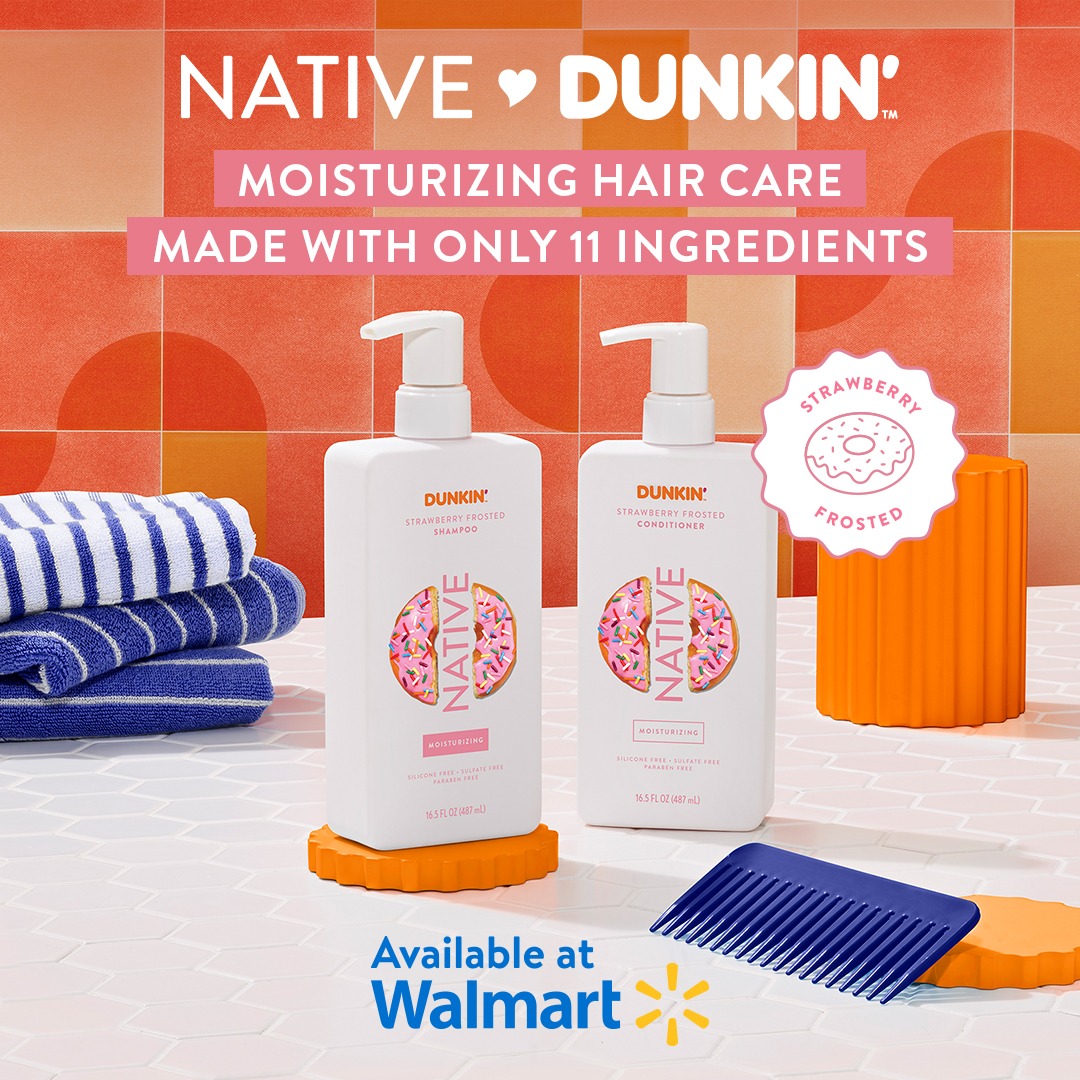 NATIVE ♥ DUNKIN'™
MOISTURIZING HAIR CARE
MADE WITH ONLY 11 INGREDIENTS
STRAWBERRY
FROSTED
DUNKIN'
STRAWBERRY FROSTED
SHAMPOO
NATIVE
MOISTURIZING
SILICONE FREE • SULFATE FREE
PARABEN FREE
16.5 FL OZ (487 mL)
DUNKIN'
STRAWBERRY FROSTED
CONDITIONER
NATIVE
MOISTURIZING
SILICONE FREE • SULFATE FREE
PARABEN FREE
16.5 FL OZ (487 mL)
Available at
Walmart